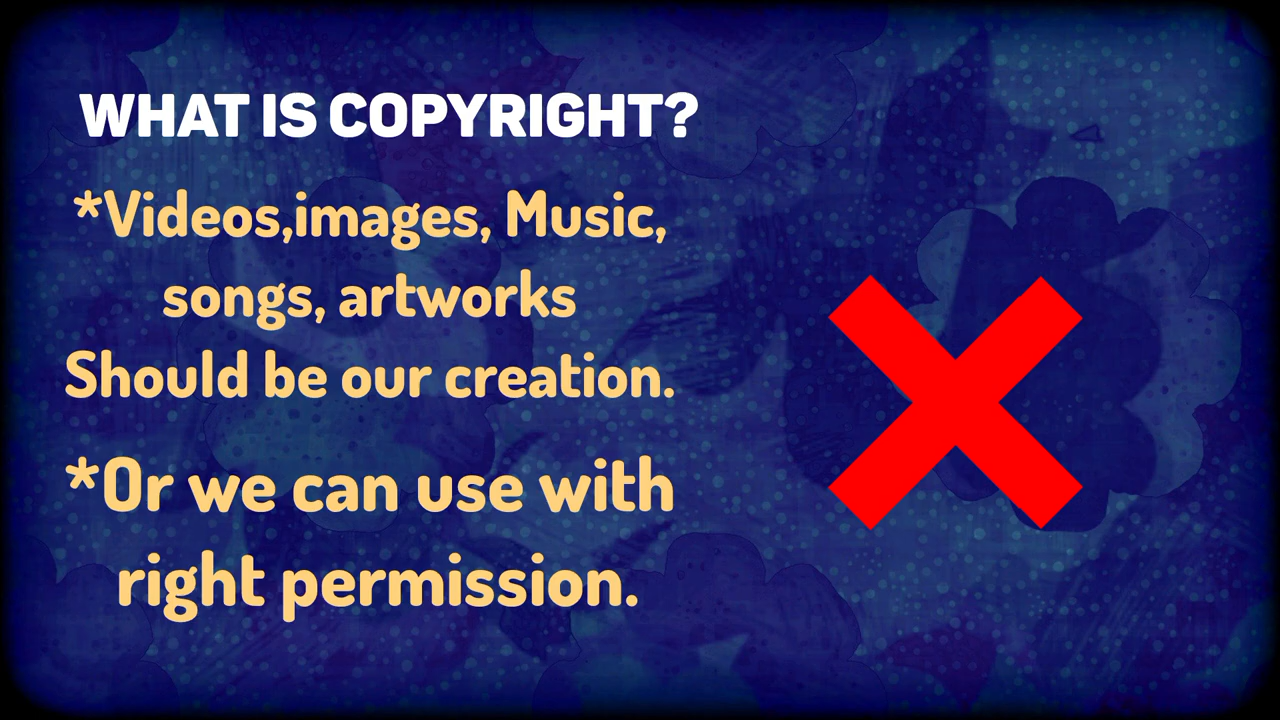 WHAT IS COPYRIGHT?
*Videos,images, Music,
songs, artworks
Should be our creation.
*Or we can use with
right permission.